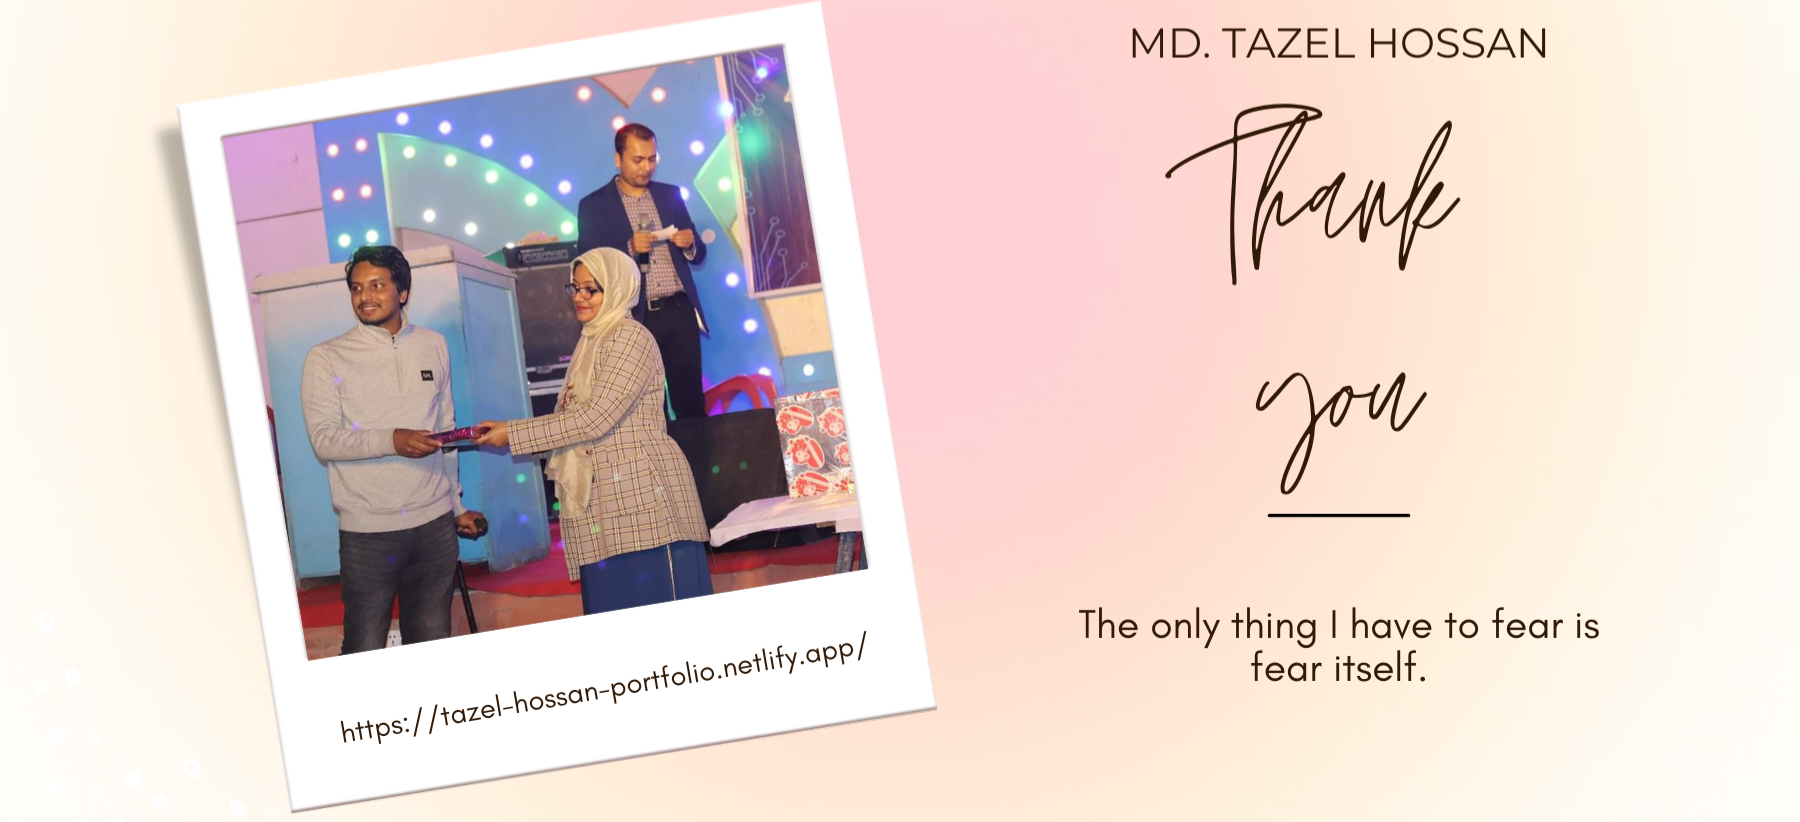 MD. TAZEL HOSSAN
Thank
you
The only thing I have to fear is
fear itself.
https://tazel-hossan-portfolio.netlify.app/